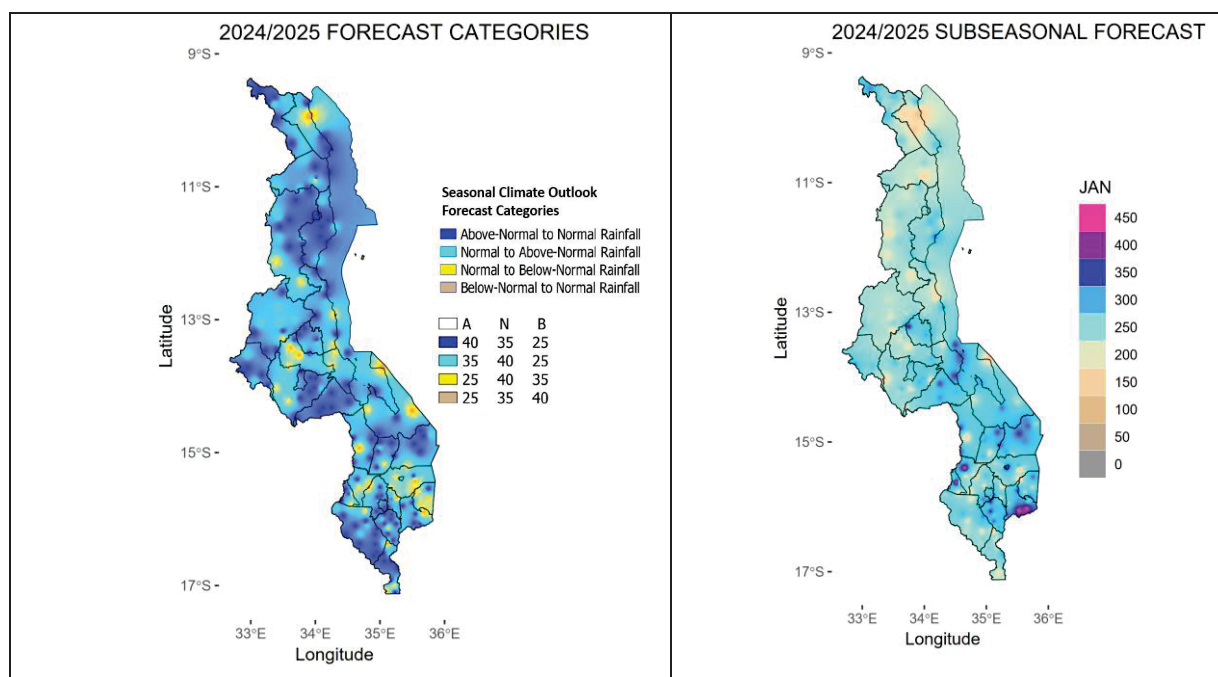 2024/2025 FORECAST CATEGORIES
9°S
11°S
13°S
15°S
17°S
Latitude
33°E 34°E 35°E 36°E
Longitude
Seasonal Climate Outlook
Forecast Categories
Above-Normal to Normal Rainfall
Normal to Above-Normal Rainfall
Normal to Below-Normal Rainfall
Below-Normal to Normal Rainfall
A N B
40 35 25
35 40 25
25 40 35
25 35 40
2024/2025 SUBSEASONAL FORECAST
9°S
11°S
13°S
15°S
17°S
Latitude
33°E 34°E 35°E 36°E
Longitude
JAN
450
400
350
300
250
200
150
100
50
0